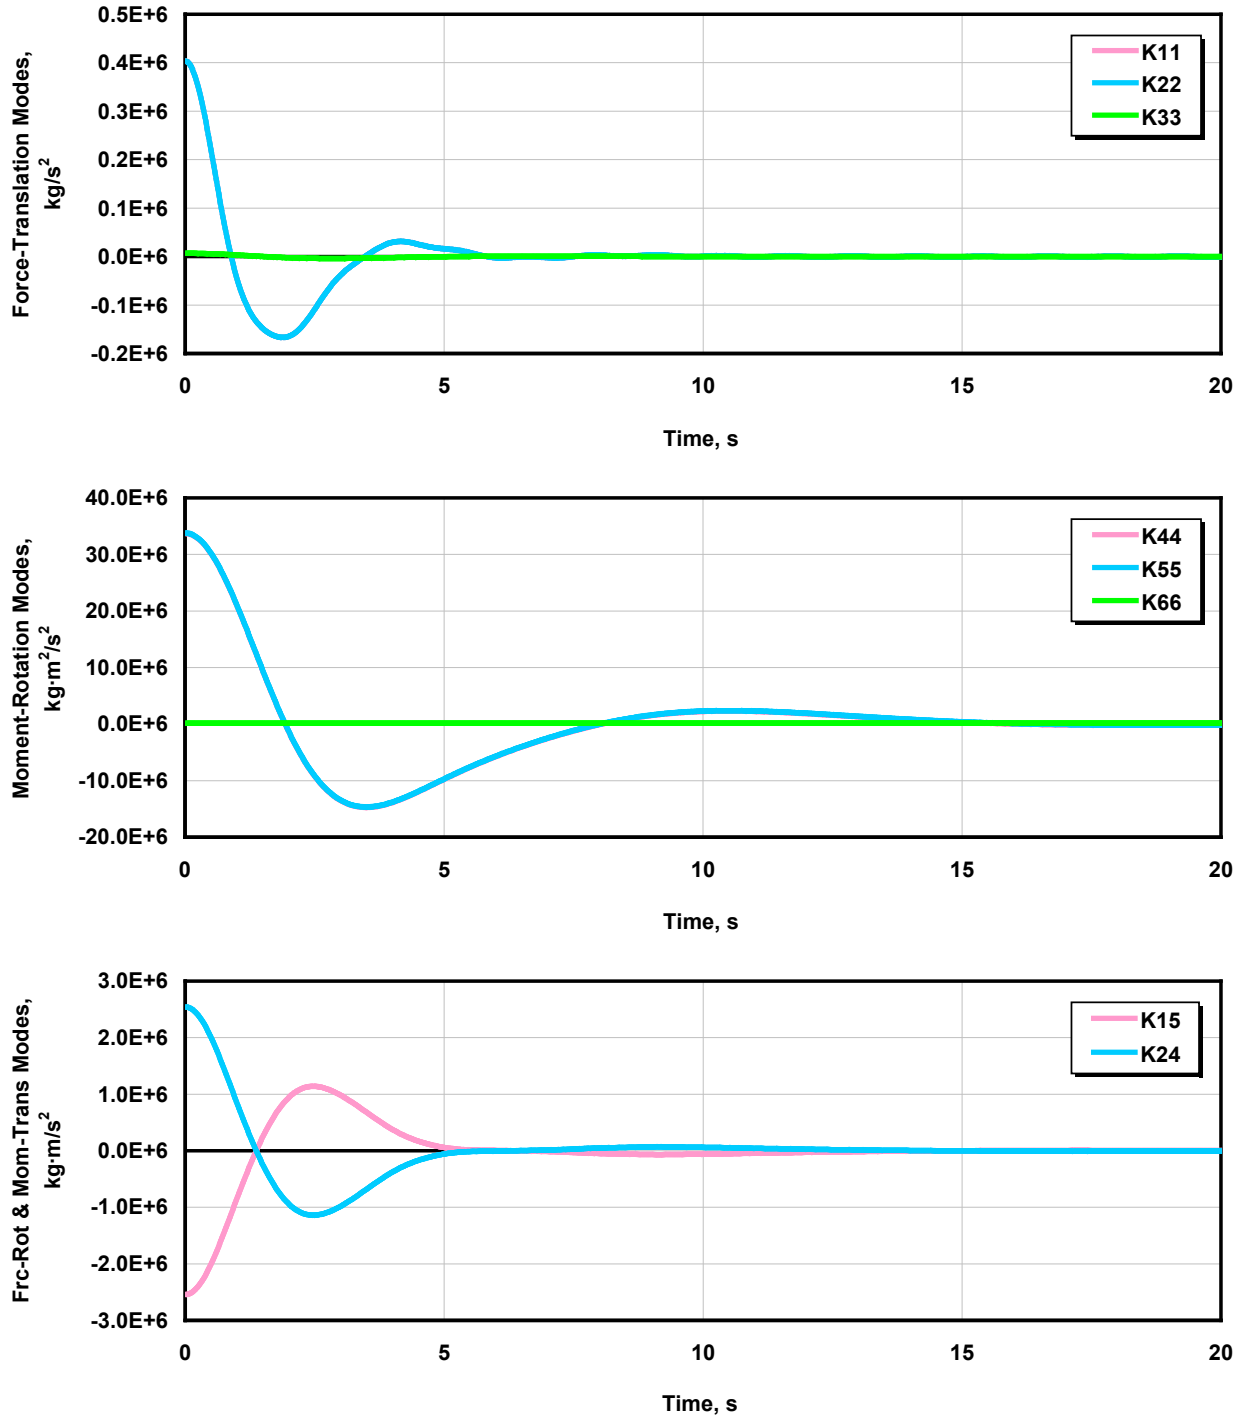 0.5E+6
0.4E+6
0.3E+6
0.2E+6
0.1E+6
0.0E+6
-0.1E+6
-0.2E+6
Force-Translation Modes,
kg/s²
K11
K22
K33
0 5 10 15 20
Time, s
40.0E+6
30.0E+6
20.0E+6
10.0E+6
0.0E+6
-10.0E+6
-20.0E+6
Moment-Rotation Modes,
kg·m²/s²
K44
K55
K66
0 5 10 15 20
Time, s
3.0E+6
2.0E+6
1.0E+6
0.0E+6
-1.0E+6
-2.0E+6
-3.0E+6
Frc-Rot & Mom-Trans Modes,
kg·m/s²
K15
K24
0 5 10 15 20
Time, s